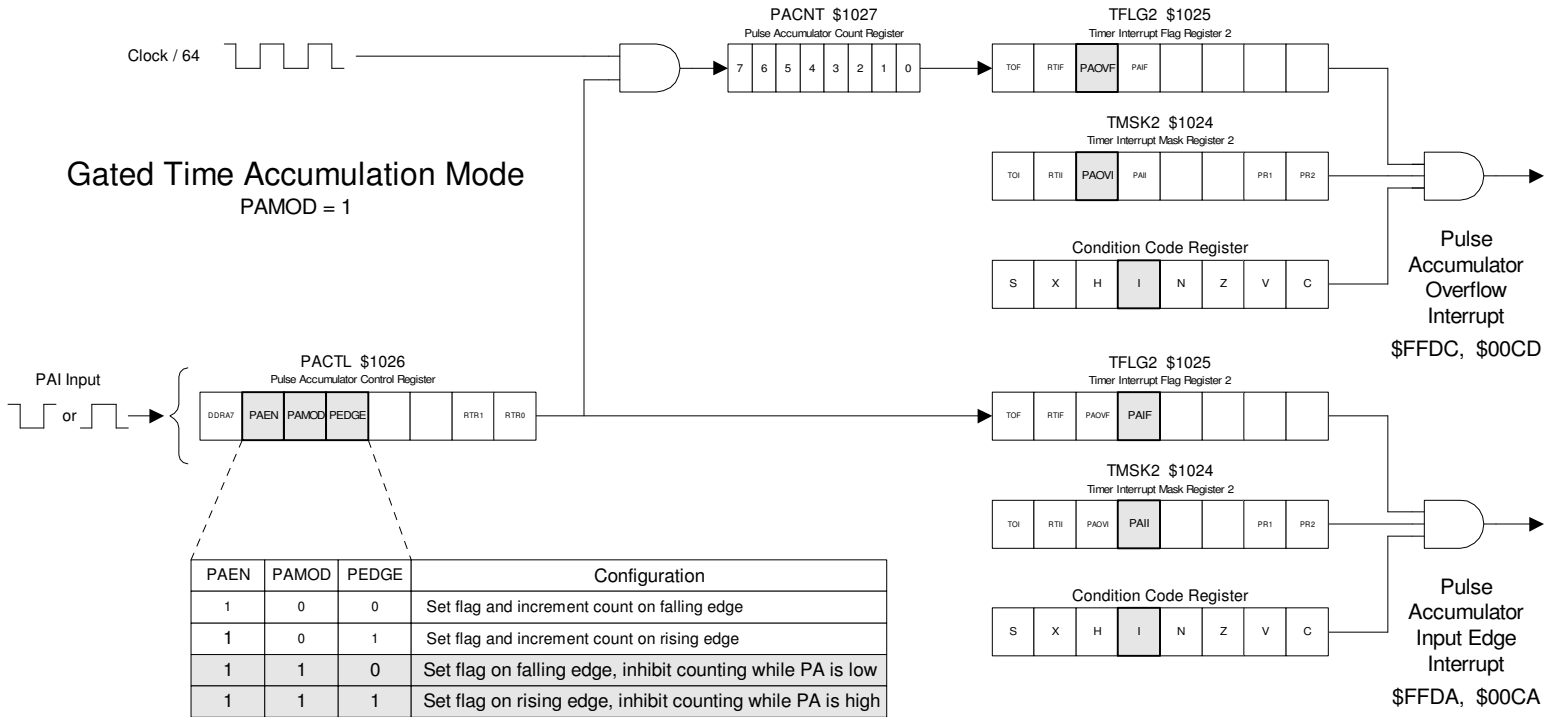 PACNT $1027
Pulse Accumulator Count Register
7 6 5 4 3 2 1 0
TFLG2 $1025
Timer Interrupt Flag Register 2
TOF RTIF PAOVF PAIF
Clock / 64
TMSK2 $1024
Timer Interrupt Mask Register 2
TOI RTII PAOVI PAII PR1 PR2
Gated Time Accumulation Mode
PAMOD = 1
Condition Code Register
S X H I N Z V C
Pulse
Accumulator
Overflow
Interrupt
$FFDC, $00CD
PAI Input
or
PACTL $1026
Pulse Accumulator Control Register
DDRA7 PAEN PAMOD PEDGE RTR1 RTR0
TFLG2 $1025
Timer Interrupt Flag Register 2
TOF RTIF PAOVF PAIF
TMSK2 $1024
Timer Interrupt Mask Register 2
TOI RTII PAOVI PAII PR1 PR2
Condition Code Register
S X H I N Z V C
Pulse
Accumulator
Input Edge
Interrupt
$FFDA, $00CA
PAEN PAMOD PEDGE Configuration
1 0 0 Set flag and increment count on falling edge
1 0 1 Set flag and increment count on rising edge
1 1 0 Set flag on falling edge, inhibit counting while PA is low
1 1 1 Set flag on rising edge, inhibit counting while PA is high